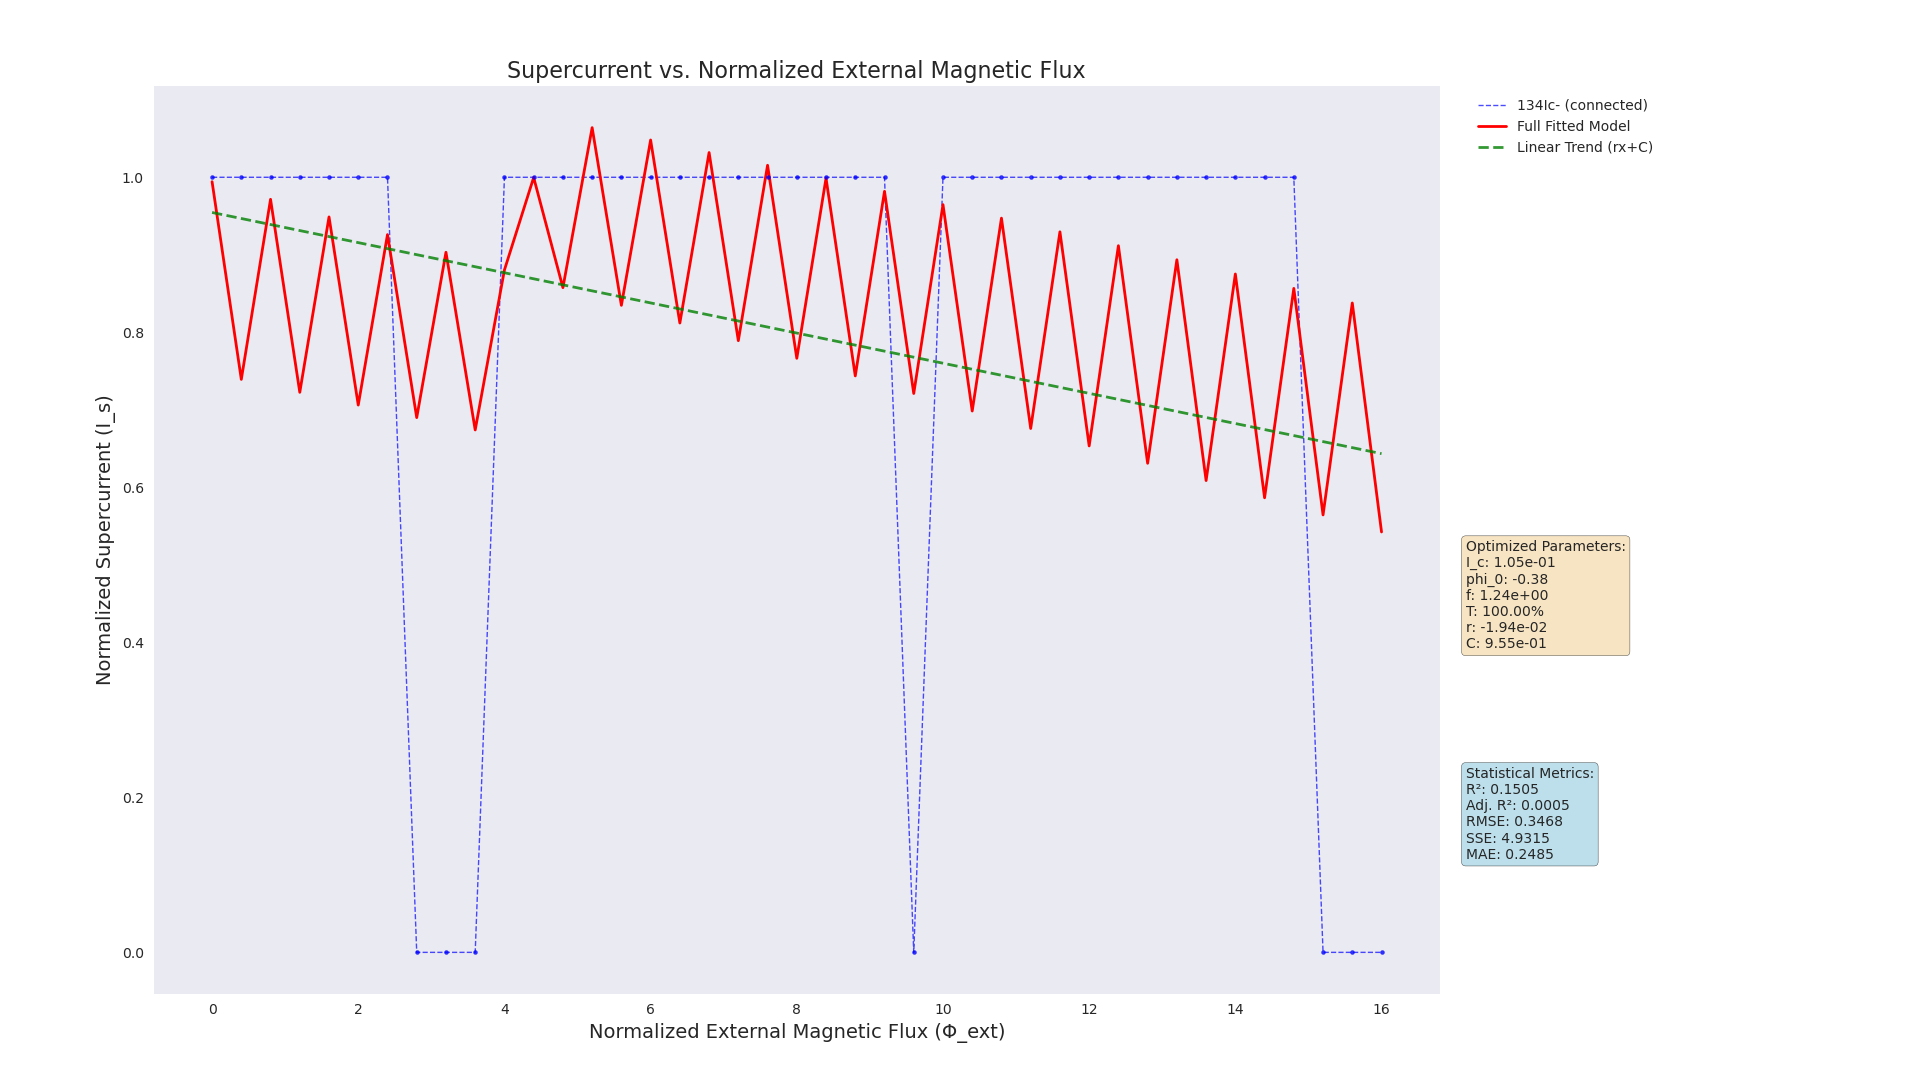 Supercurrent vs. Normalized External Magnetic Flux
134Ic- (connected)
Full Fitted Model
Linear Trend (rx+C)
1.0
0.8
0.6
0.4
0.2
0.0
Normalized Supercurrent (I_s)
Optimized Parameters:
I_c: 1.05e-01
phi_0: -0.38
f: 1.24e+00
T: 100.00%
r: -1.94e-02
C: 9.55e-01
Statistical Metrics:
R²: 0.1505
Adj. R²: 0.0005
RMSE: 0.3468
SSE: 4.9315
MAE: 0.2485
0 2 4 6 8 10 12 14 16
Normalized External Magnetic Flux (Φ_ext)